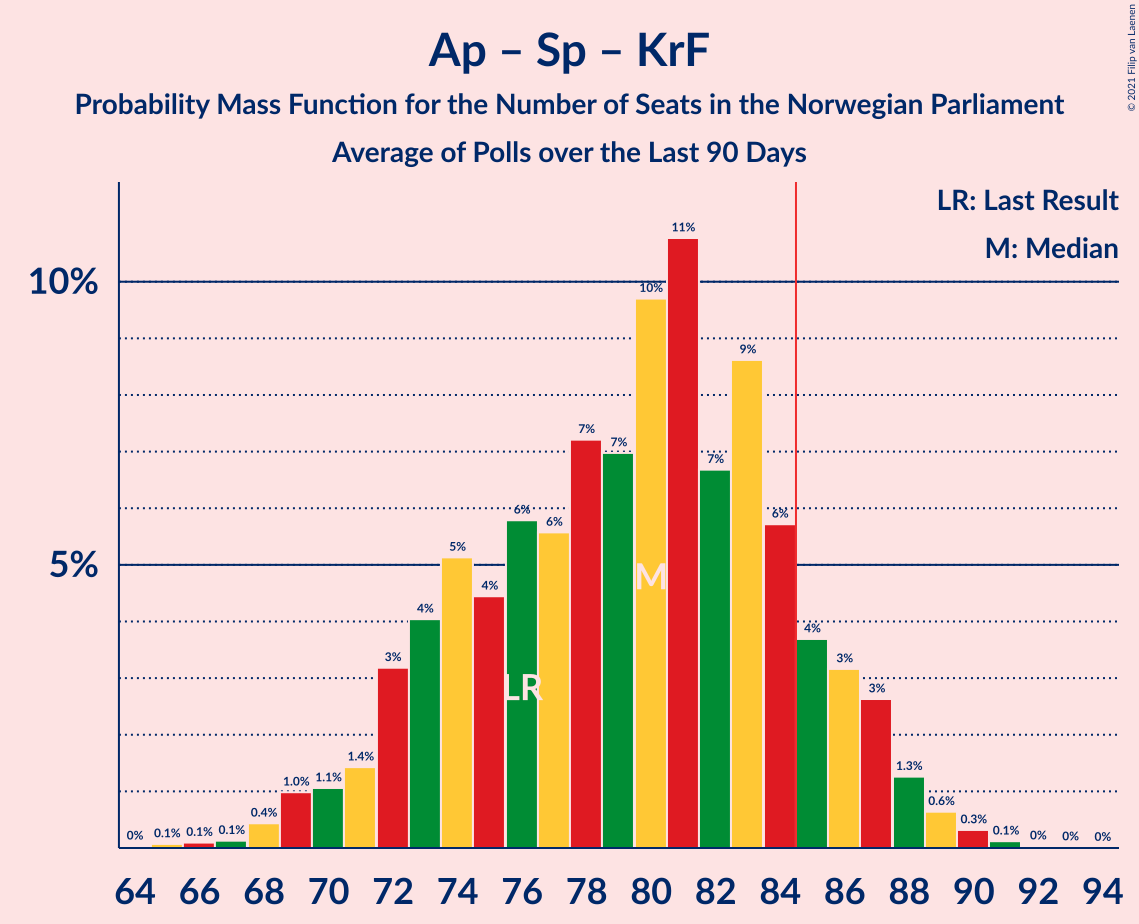 Ap – Sp – KrF
Probability Mass Function for the Number of Seats in the Norwegian Parliament
Average of Polls over the Last 90 Days
© 2021 Filip van Laenen
LR: Last Result
M: Median
10%
5%
0% 0.1% 0.1% 0.1% 0.4% 1.0% 1.1% 1.4% 3% 4% 5% 4% 6% 6% 7% 7% 10% 11% 7% 9% 6% 4% 3% 3% 1.3% 0.6% 0.3% 0.1% 0% 0% 0%
M
LR
64 66 68 70 72 74 76 78 80 82 84 86 88 90 92 94